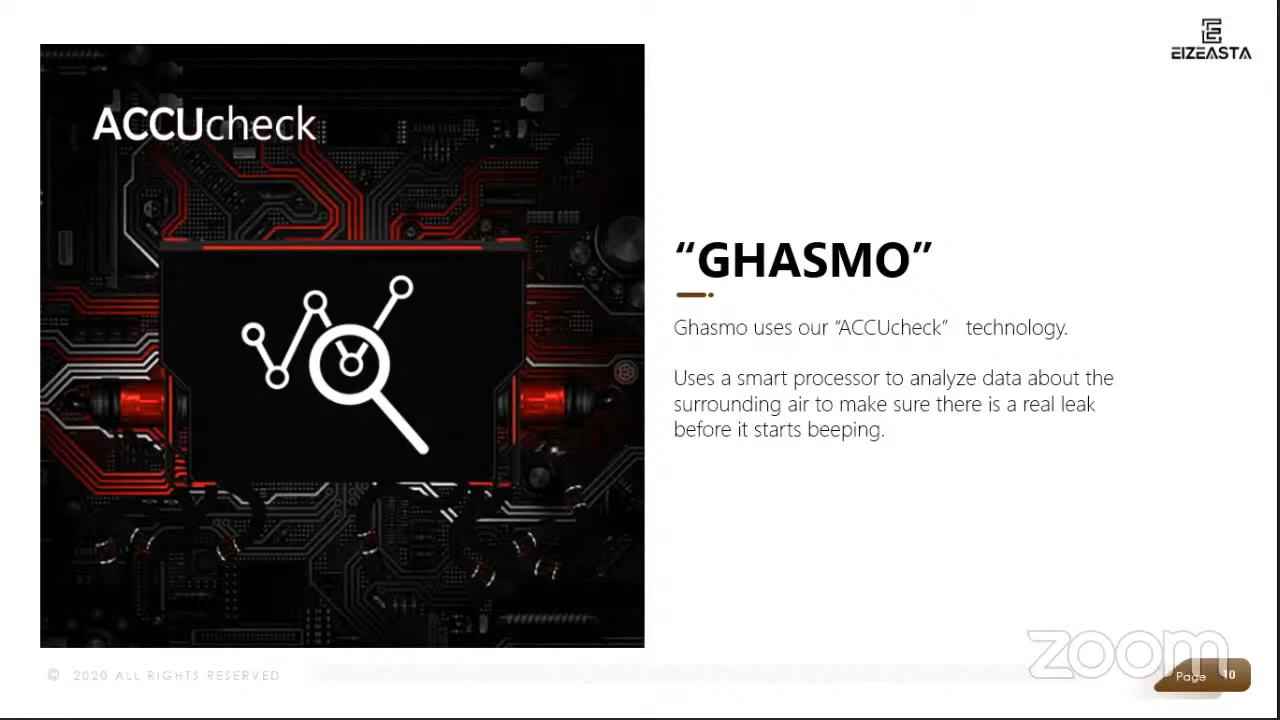 EIZEASTA
ACCUcheck
“GHASMO”
Ghasmo uses our “ACCUcheck” technology.
Uses a smart processor to analyze data about the
surrounding air to make sure there is a real leak
before it starts beeping.
zoom
© 2020 ALL RIGHTS RESERVED
Page 10